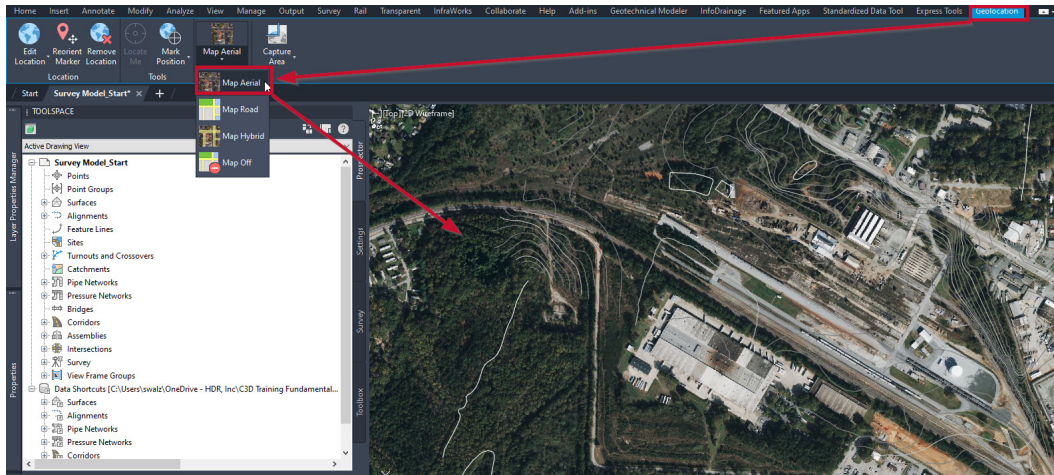 Home Insert Annotate Modify Analyze View Manage Output Survey Rail Transparent InfraWorks Collaborate Help Add-ins Geotechnical Modeler InfoDrainage Featured Apps Standardized Data Tool Express Tools Geolocation
Edit Location Reorient Marker Remove Location Locate Me Mark Position Map Aerial Capture Area
Location Tools
Map Aerial
Map Road
Map Hybrid
Map Off
Start Survey Model_Start* × +
TOOLSPACE
Active Drawing View
Survey Model_Start
Points
Point Groups
Surfaces
Alignments
Feature Lines
Sites
Turnouts and Crossovers
Catchments
Pipe Networks
Pressure Networks
Bridges
Corridors
Assemblies
Intersections
Survey
View Frame Groups
Data Shortcuts [C:\Users\swalz\OneDrive - HDR, Inc\C3D Training Fundamental...
Surfaces
Alignments
Pipe Networks
Pressure Networks
Corridors
Layer Properties Manager
Properties
Prospector
Settings
Survey
Toolbox
[-][Top][2D Wireframe]